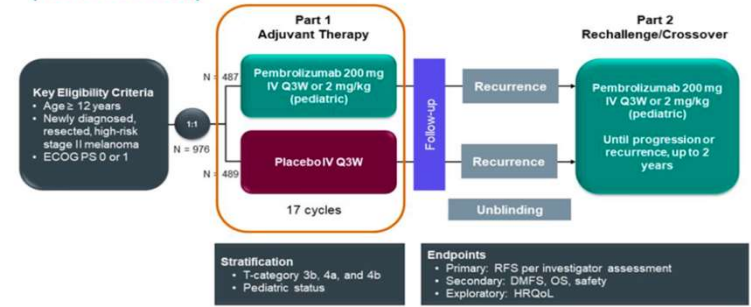 Part 1
Adjuvant Therapy
Part 2
Rechallenge/Crossover
Key Eligibility Criteria
• Age ≥ 12 years
• Newly diagnosed,
resected, high-risk
stage II melanoma
• ECOG PS 0 or 1
1:1
N = 976
N = 487
Pembrolizumab 200 mg
IV Q3W or 2 mg/kg
(pediatric)
N = 489
Placebo IV Q3W
17 cycles
Follow-up
Recurrence
Recurrence
Unblinding
Pembrolizumab 200 mg
IV Q3W or 2 mg/kg
(pediatric)
Until progression or
recurrence, up to 2
years
Stratification
• T-category 3b, 4a, and 4b
• Pediatric status
Endpoints
• Primary: RFS per investigator assessment
• Secondary: DMFS, OS, safety
• Exploratory: HRQoL